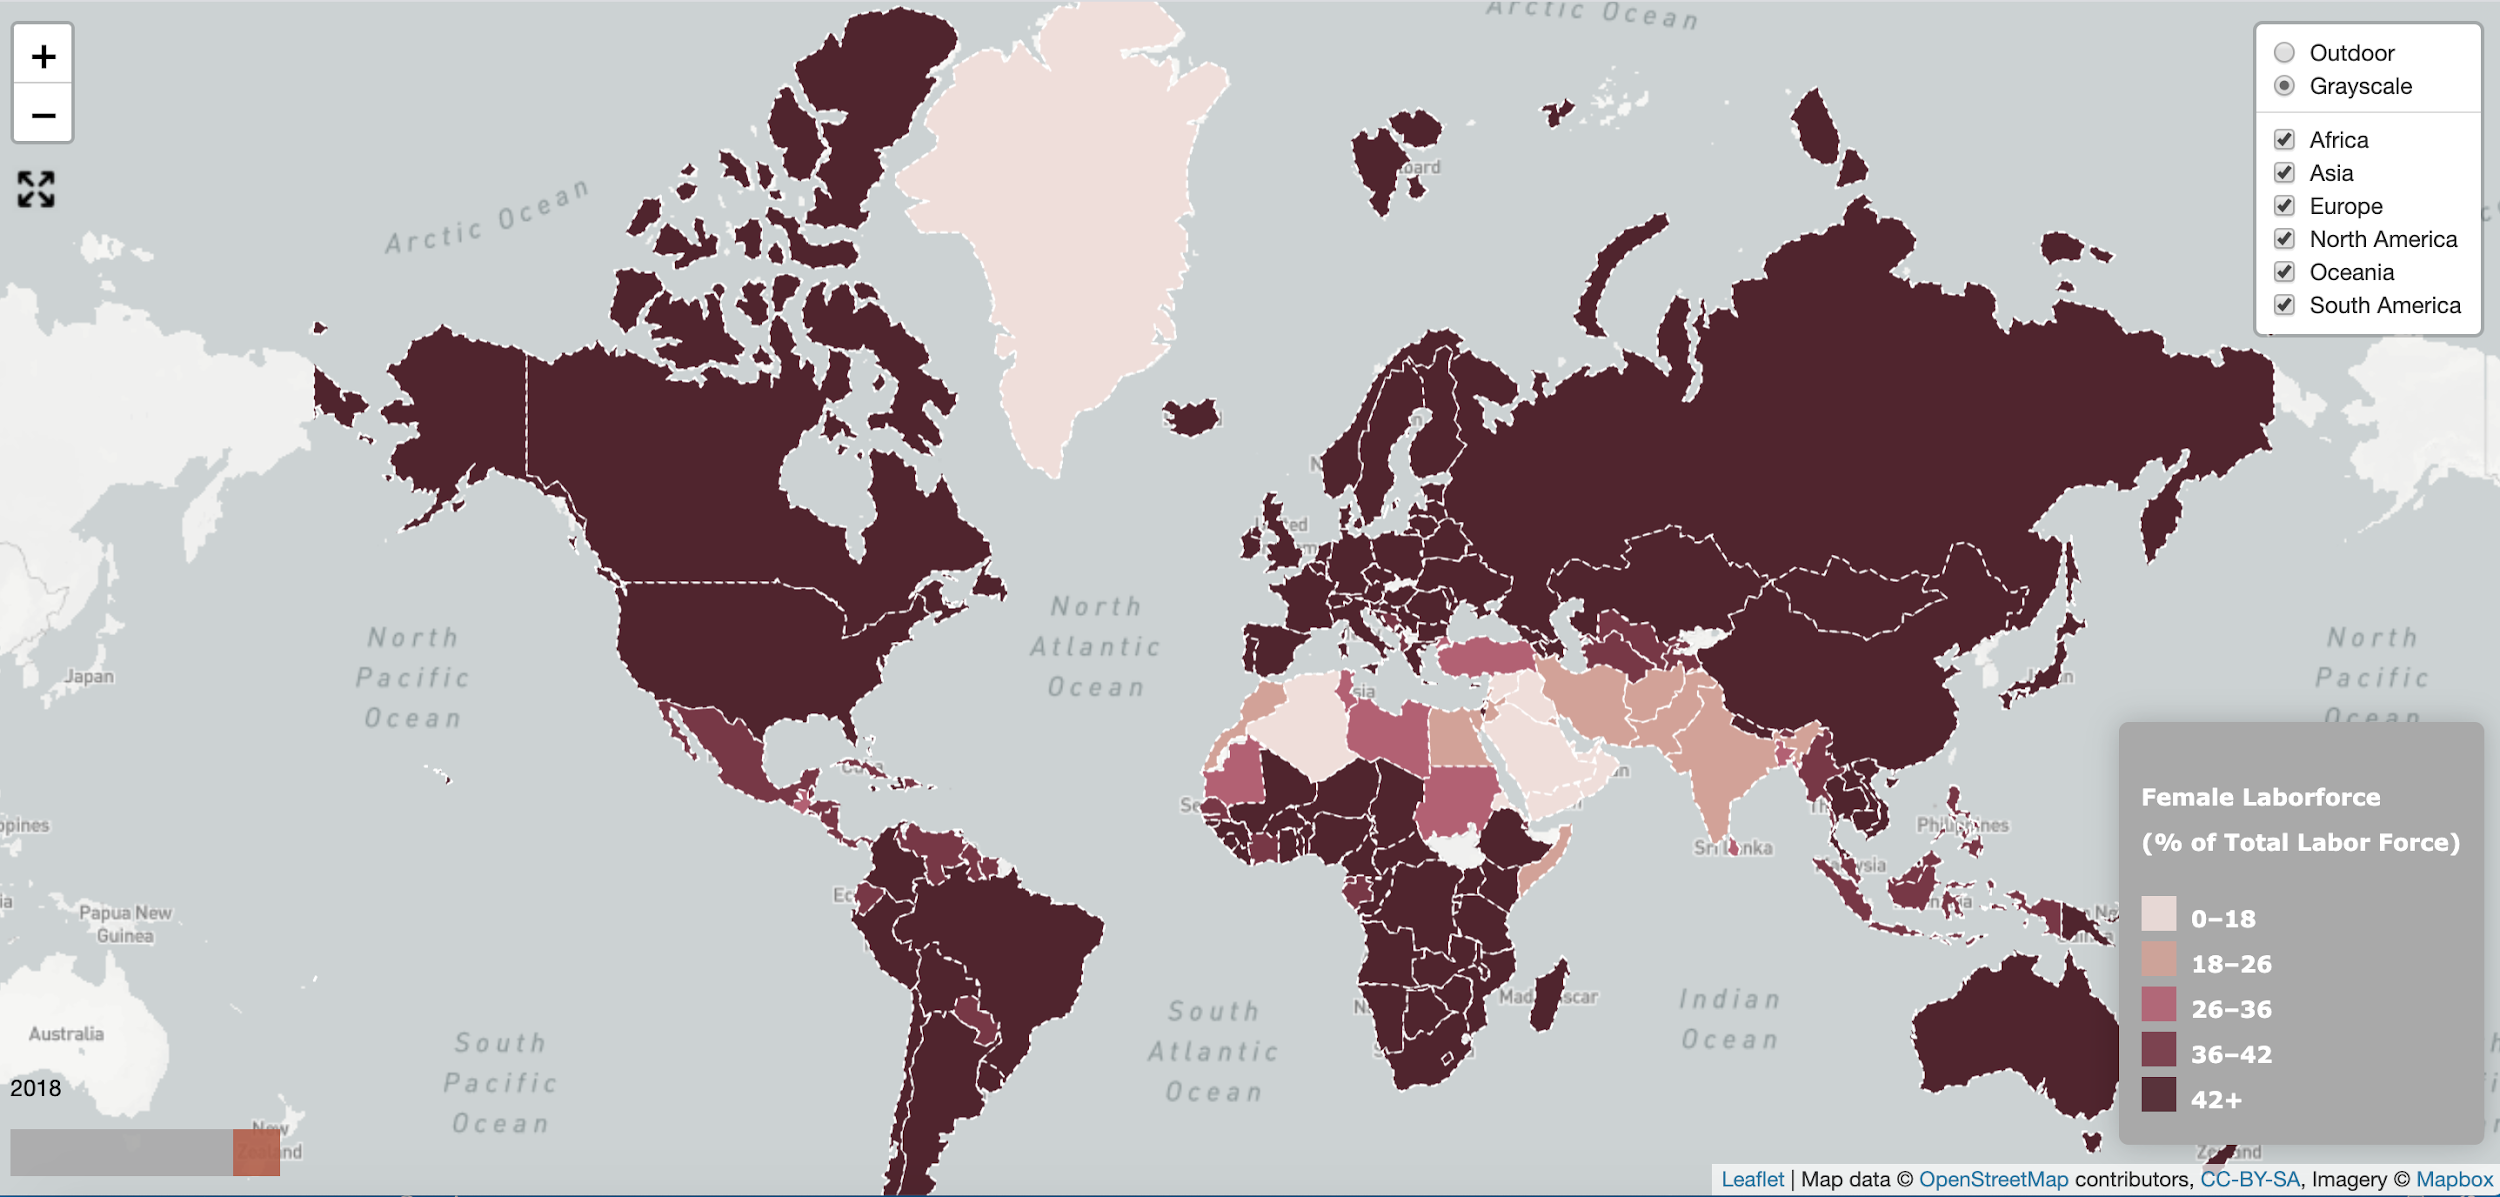 Arctic Ocean
+
−
Outdoor
Grayscale
Africa
Asia
Europe
North America
Oceania
South America
Arctic Ocean
North
Pacific
Ocean
Japan
North
Atlantic
Ocean
North
Pacific
Ocean
Papua New
Guinea
Australia
South
Pacific
Ocean
South
Atlantic
Ocean
Indian
Ocean
2018
New
Female Laborforce
(% of Total Labor Force)
0–18
18–26
26–36
36–42
42+
Leaflet | Map data © OpenStreetMap contributors, CC-BY-SA, Imagery © Mapbox